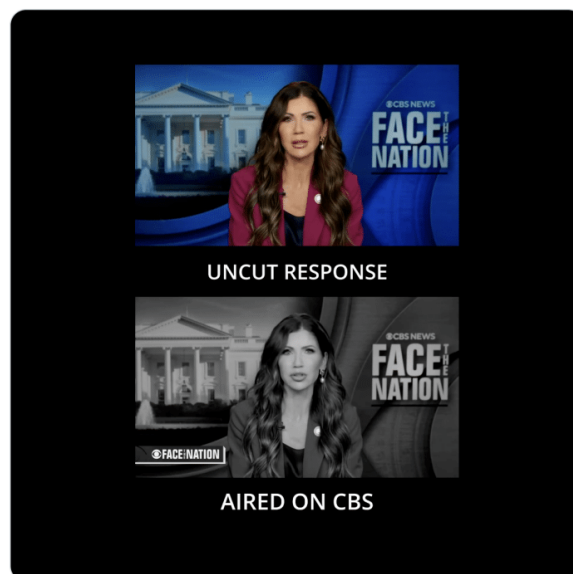 CBS NEWS
FACE
THE
NATION
UNCUT RESPONSE
CBS NEWS
FACE
THE
NATION
FACE THE NATION
AIRED ON CBS